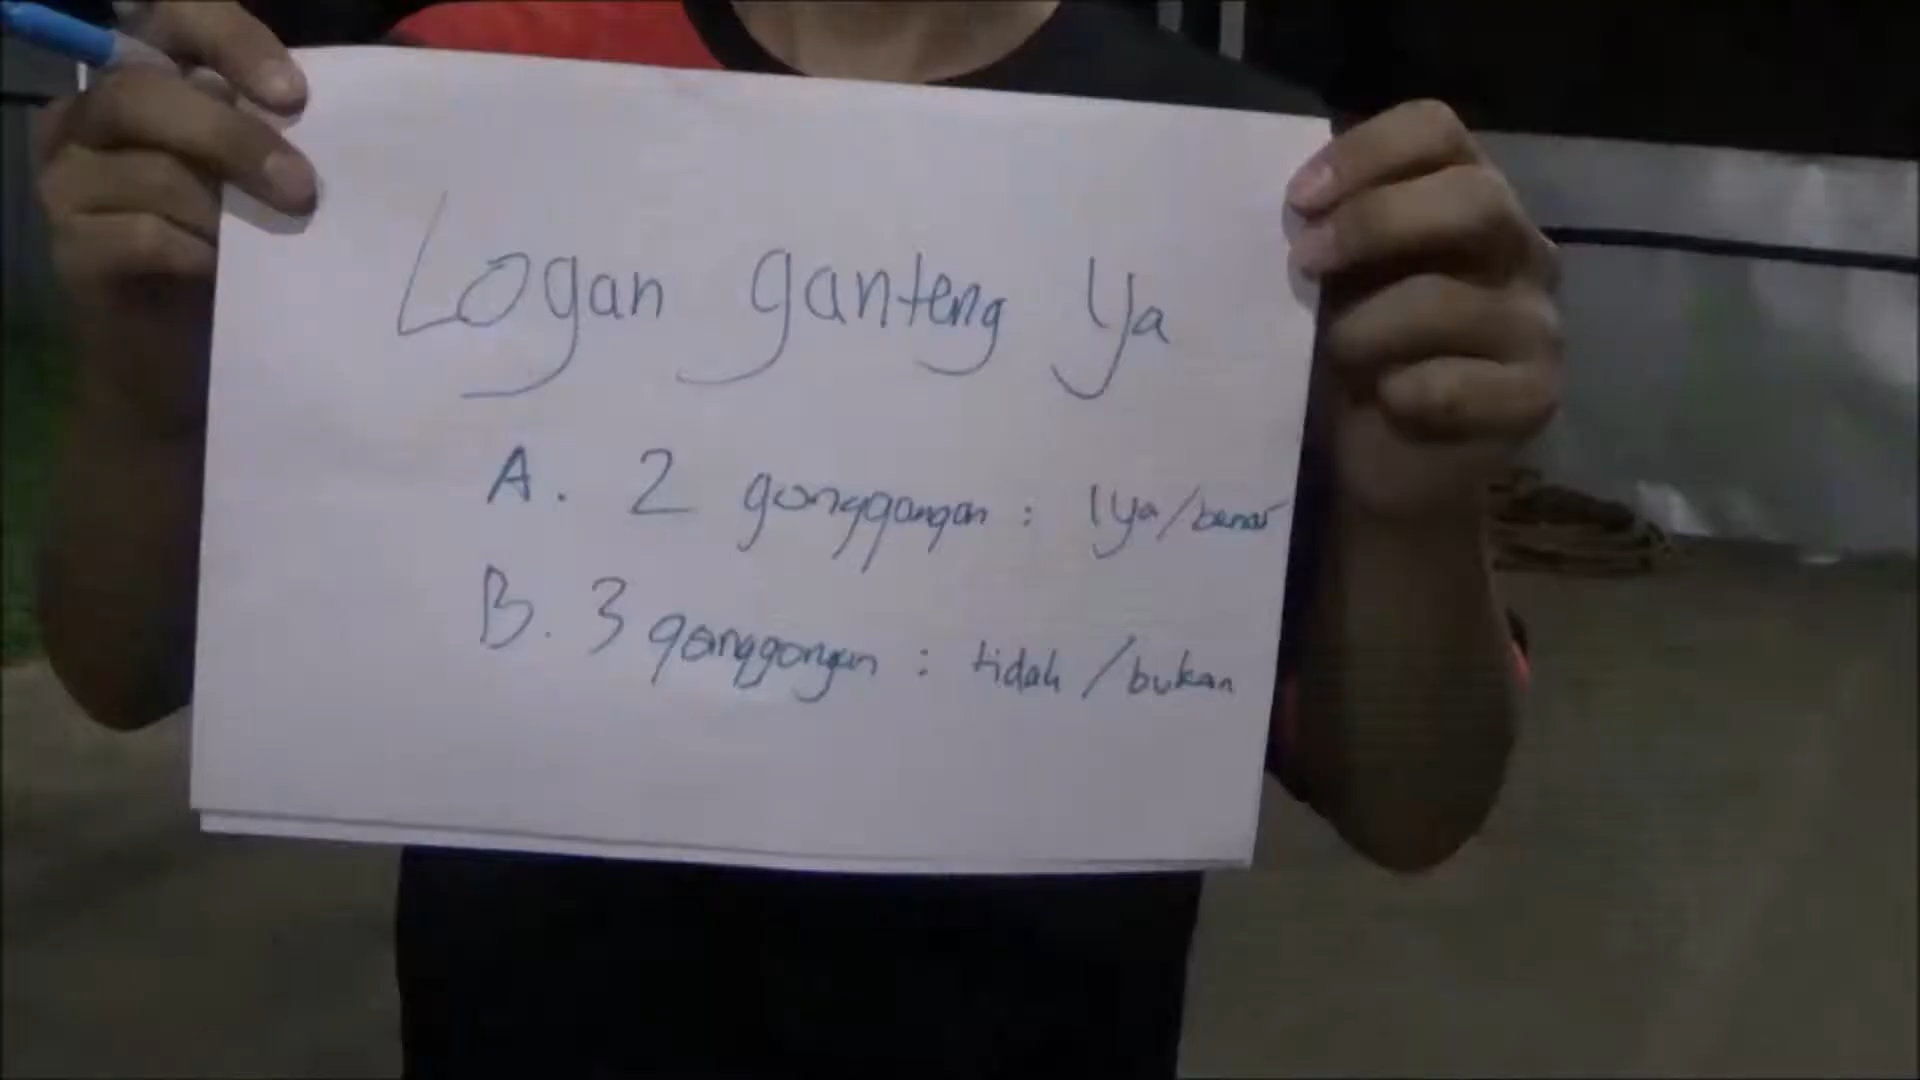 Logan ganteng Ya
A. 2 gonggongan : Iya/benar
B. 3 gonggongan : tidak/bukan